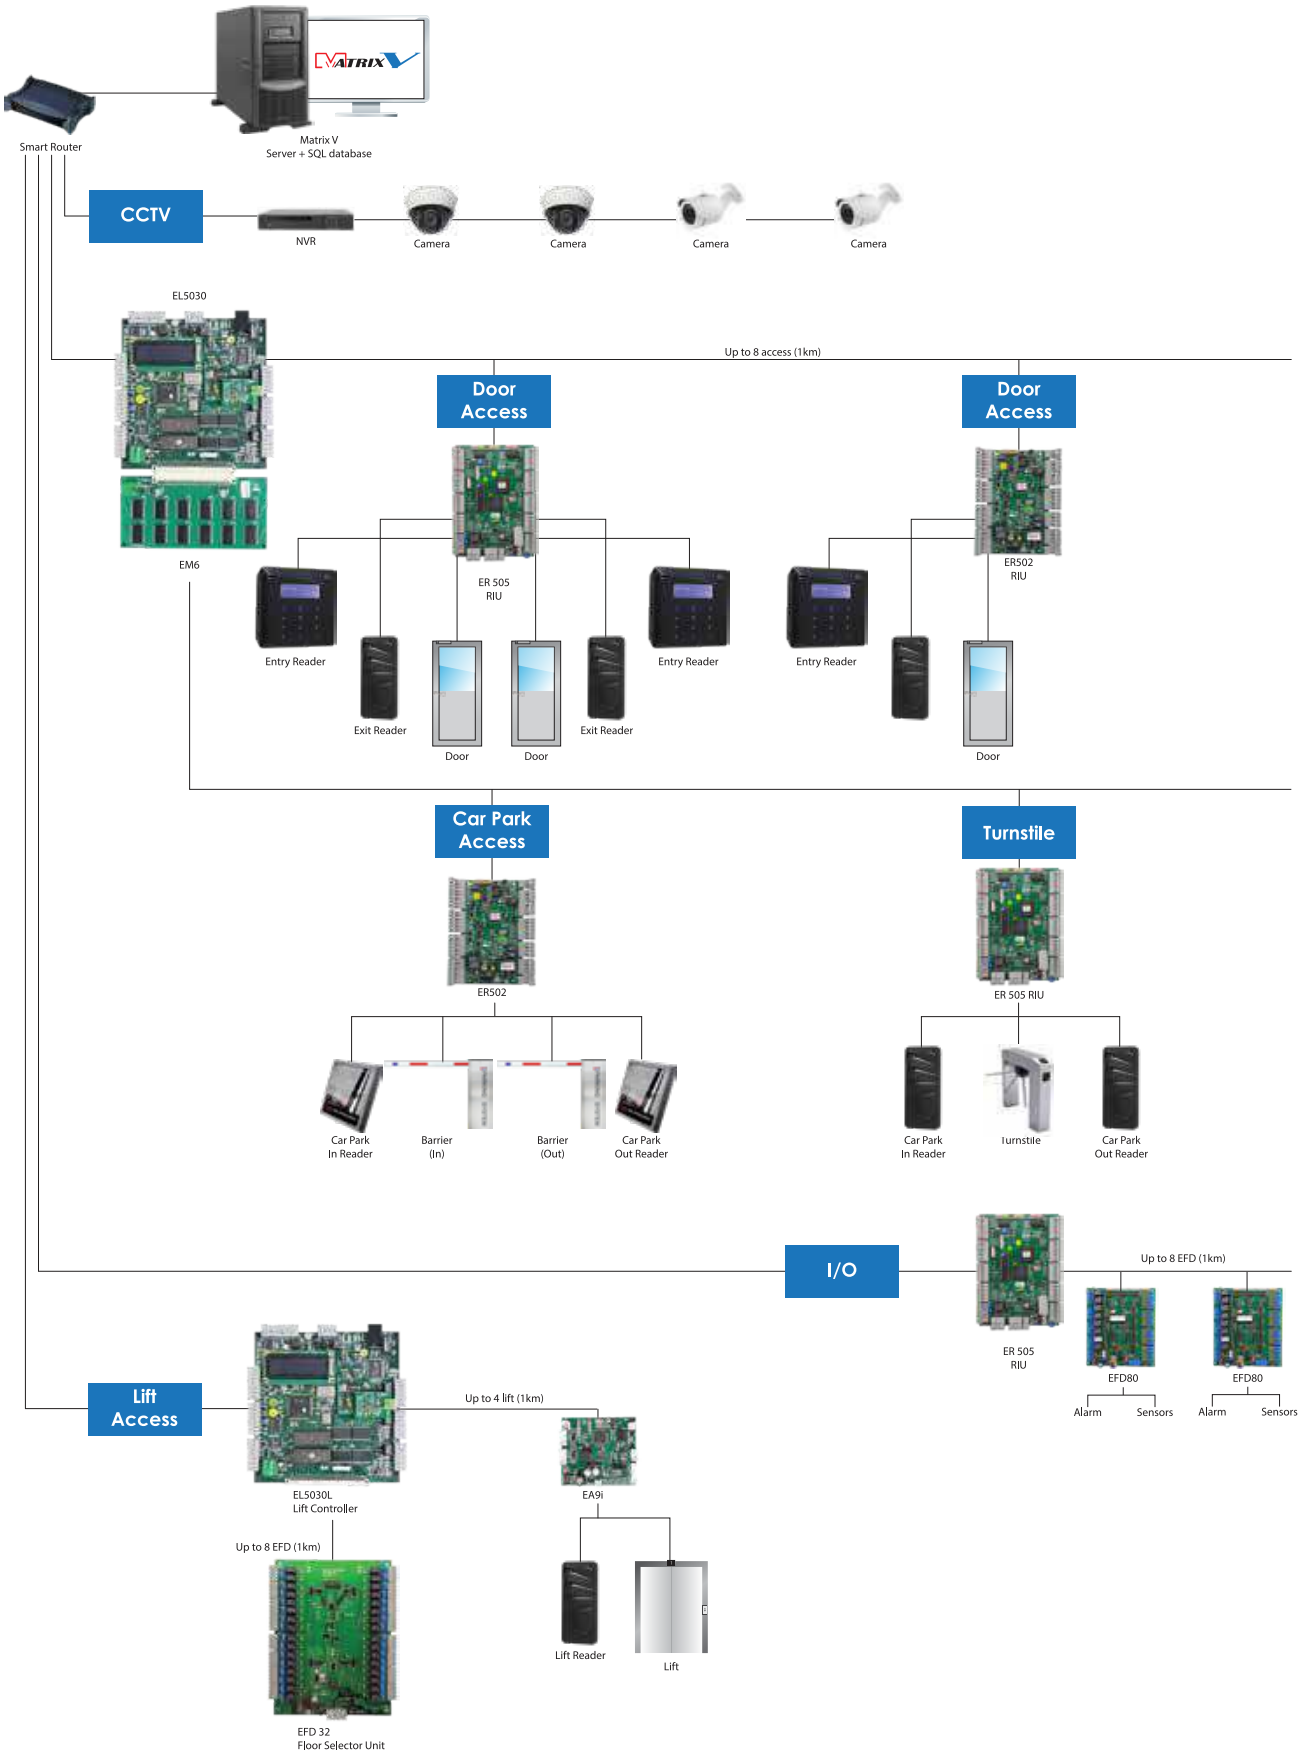 MATRIX V
Smart Router
Matrix V
Server + SQL database
CCTV
NVR
Camera
Camera
Camera
Camera
EL5030
Up to 8 access (1km)
Door
Access
Door
Access
EM6
ER 505
RIU
ER502
RIU
Entry Reader
Entry Reader
Entry Reader
Exit Reader
Exit Reader
Door
Door
Door
Car Park
Access
Turnstile
ER502
ER 505 RIU
Car Park
In Reader
Barrier
(In)
Barrier
(Out)
Car Park
Out Reader
Car Park
In Reader
Turnstile
Car Park
Out Reader
I/O
Up to 8 EFD (1km)
ER 505
RIU
EFD80
EFD80
Alarm
Sensors
Alarm
Sensors
Lift
Access
Up to 4 lift (1km)
EL5030L
Lift Controller
EA9i
Up to 8 EFD (1km)
Lift Reader
Lift
EFD 32
Floor Selector Unit